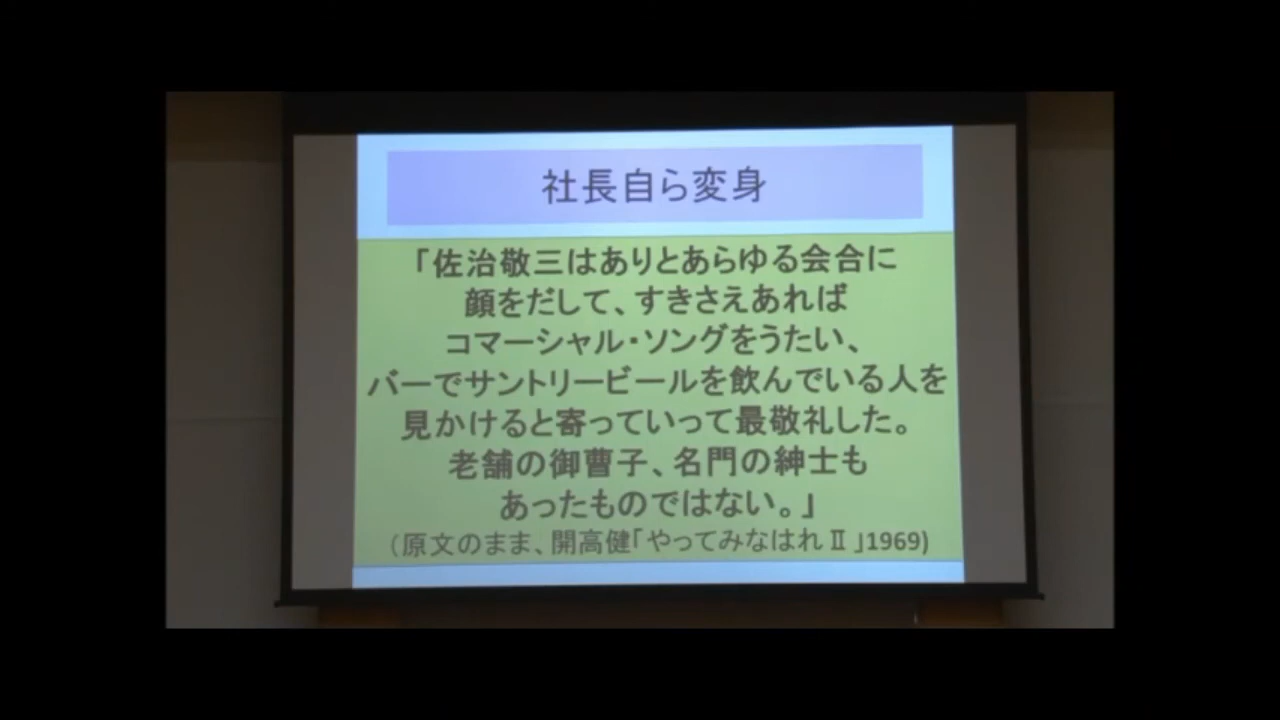 社長自ら変身
「佐治敬三はありとあらゆる会合に
顔をだして、すきさえあれば
コマーシャル・ソングをうたい、
バーでサントリービールを飲んでいる人を
見かけると寄っていって最敬礼した。
老舗の御曹子、名門の紳士も
あったものではない。」
（原文のまま、開高健「やってみなはれⅡ」1969)